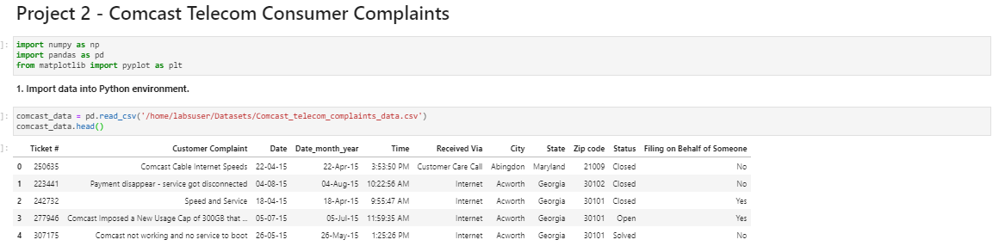 Project 2 - Comcast Telecom Consumer Complaints
]: import numpy as np
import pandas as pd
from matplotlib import pyplot as plt
1. Import data into Python environment.
]: comcast_data = pd.read_csv('/home/labsuser/Datasets/Comcast_telecom_complaints_data.csv')
comcast_data.head()
]: Ticket # Customer Complaint Date Date_month_year Time Received Via City State Zip code Status Filing on Behalf of Someone
0 250635 Comcast Cable Internet Speeds 22-04-15 22-Apr-15 3:53:50 PM Customer Care Call Abingdon Maryland 21009 Closed No
1 223441 Payment disappear - service got disconnected 04-08-15 04-Aug-15 10:22:56 AM Internet Acworth Georgia 30102 Closed No
2 242732 Speed and Service 18-04-15 18-Apr-15 9:55:47 AM Internet Acworth Georgia 30101 Closed Yes
3 277946 Comcast Imposed a New Usage Cap of 300GB that ... 05-07-15 05-Jul-15 11:59:35 AM Internet Acworth Georgia 30101 Open Yes
4 307175 Comcast not working and no service to boot 26-05-15 26-May-15 1:25:26 PM Internet Acworth Georgia 30101 Solved No